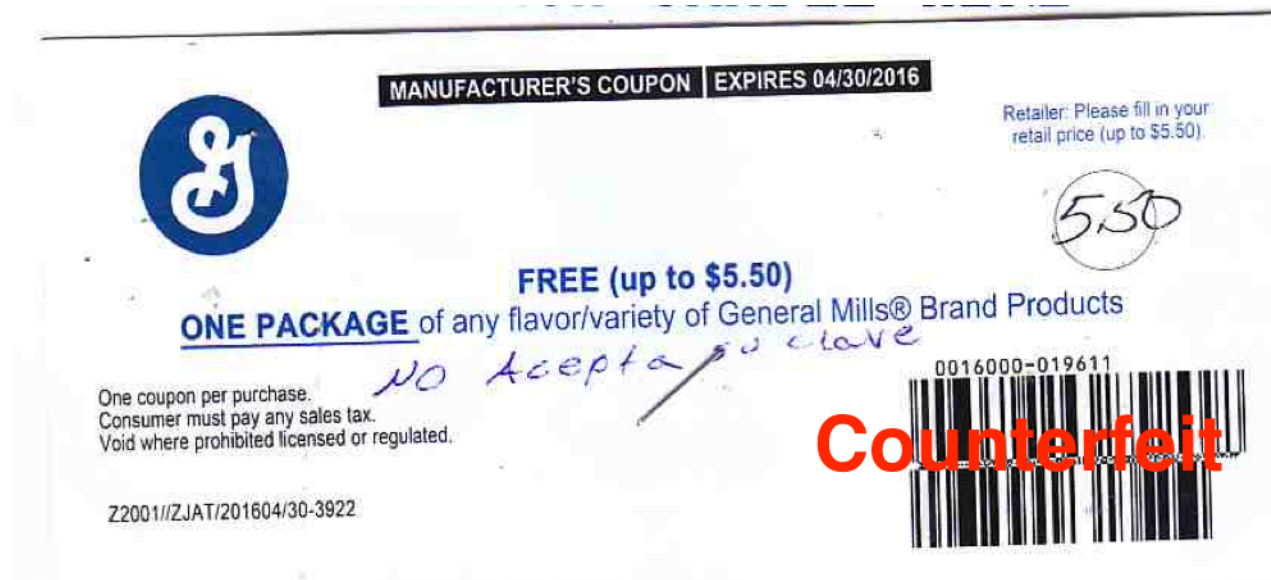 MANUFACTURER'S COUPON EXPIRES 04/30/2016
Retailer: Please fill in your
retail price (up to $5.50).
5.50
FREE (up to $5.50)
ONE PACKAGE of any flavor/variety of General Mills® Brand Products
NO Acepta su clave
0016000-019611
One coupon per purchase.
Consumer must pay any sales tax.
Void where prohibited licensed or regulated.
Counterfeit
Z2001//ZJAT/201604/30-3922